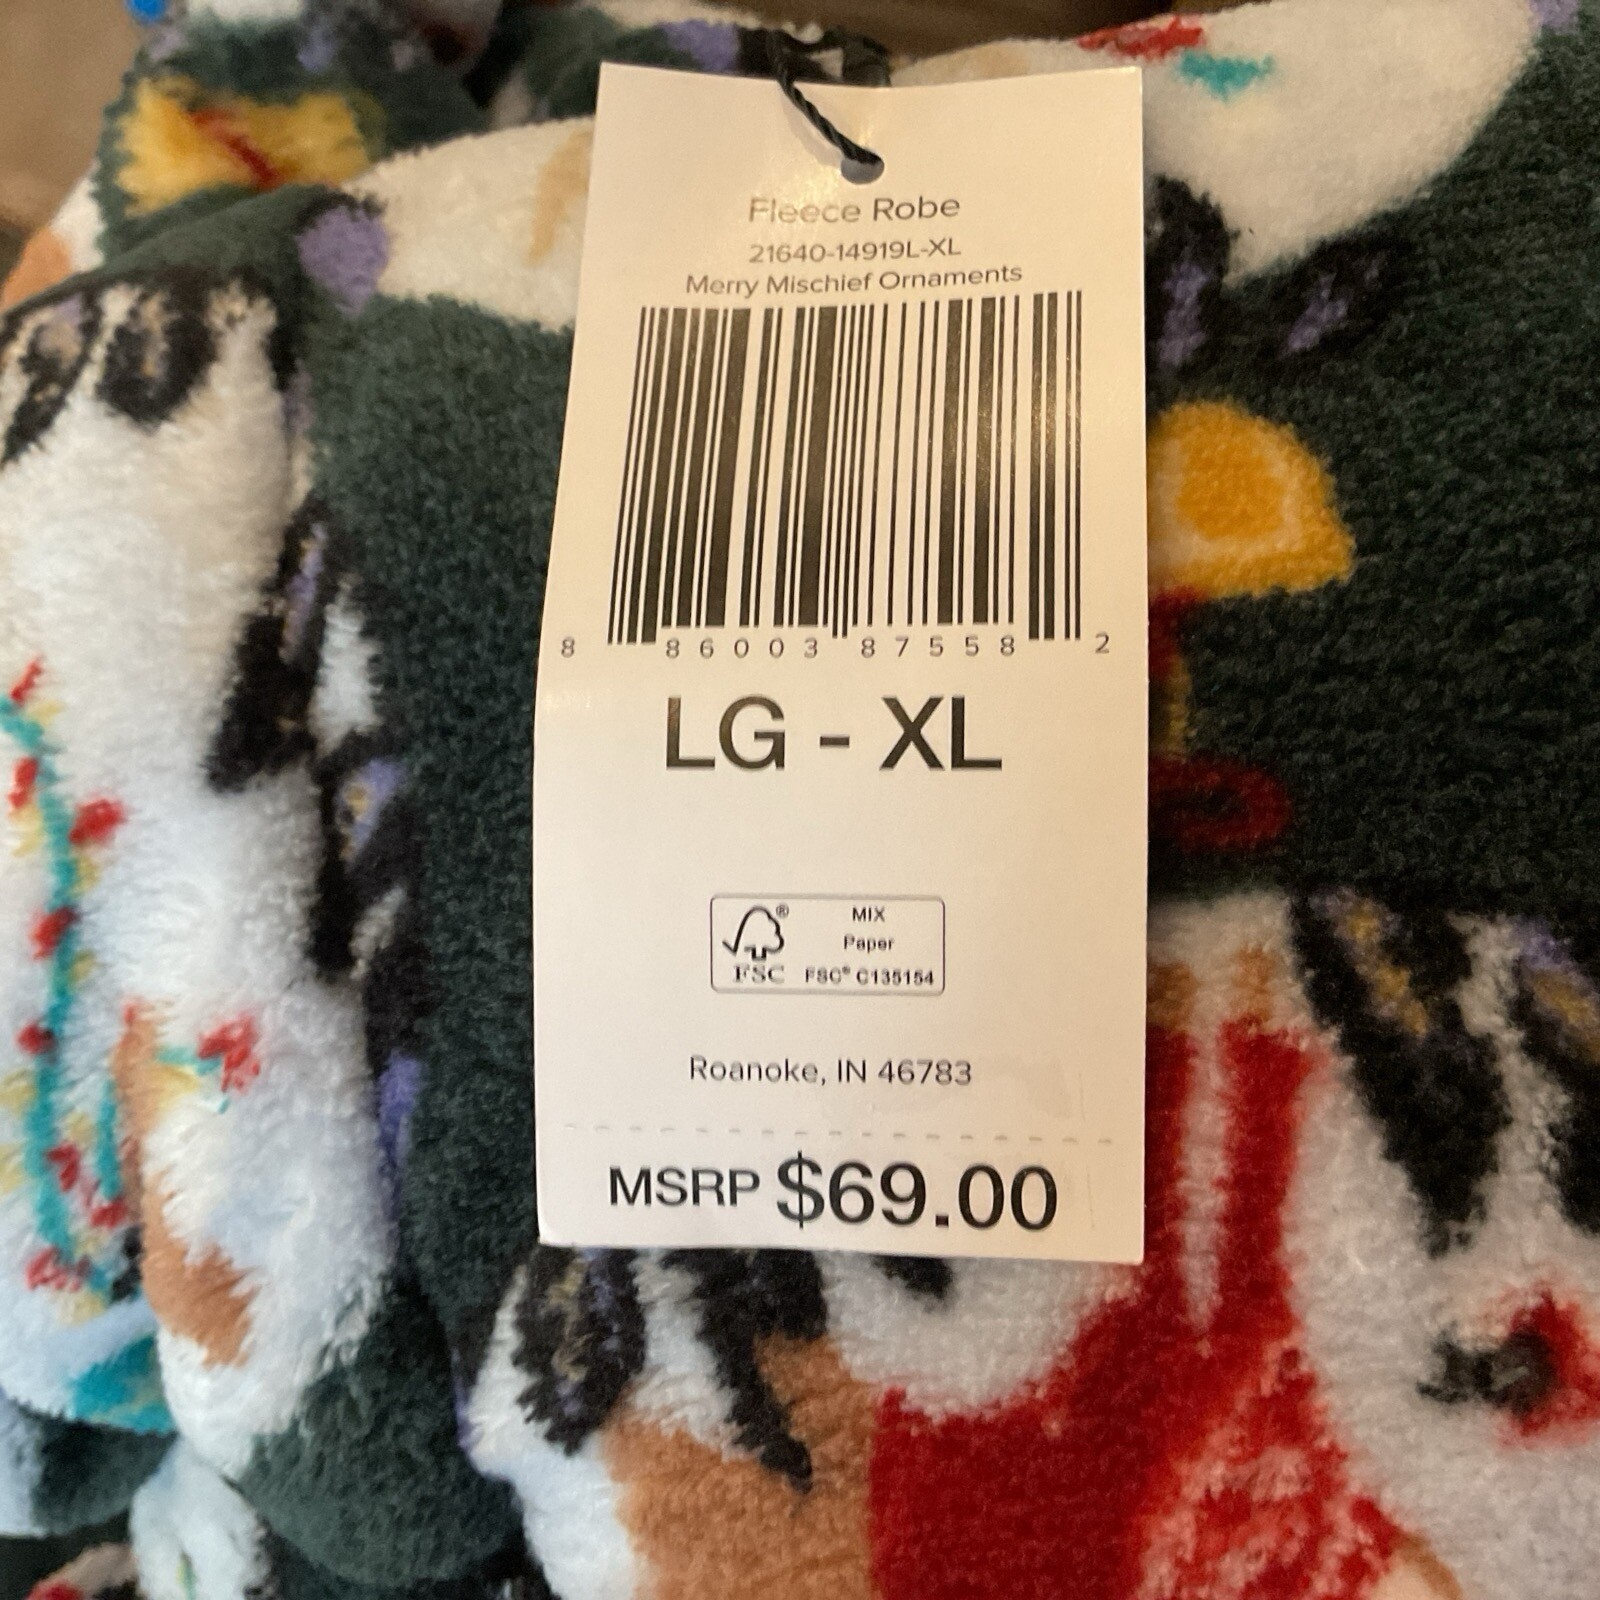 Fleece Robe
21640-14919L-XL
Merry Mischief Ornaments
8 86003 87558 2
LG - XL
MIX
Paper
FSC® C135154
® FSC
Roanoke, IN 46783
MSRP $69.00